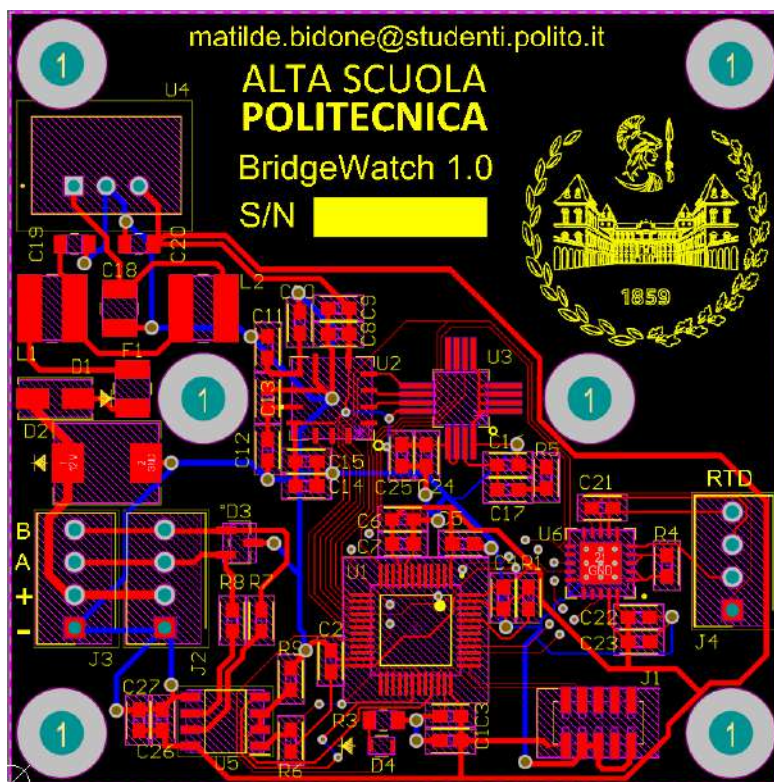 matilde.bidone@studenti.polito.it
ALTA SCUOLA
POLITECNICA
BridgeWatch 1.0
S/N
1859
1
1
U4
C19
C18
C20
L1
L2
D1
F1
C11
C9
C8
U2
U3
1
1
C13
D2
12V
GND
C12
C15
C14
C25
C24
C17
R5
C21
RTD
B
A
+
-
D3
C6
C7
U1
R1
U6
GND
R4
R8
R7
C22
C23
J4
J3
J2
C2
R9
J1
C27
C26
U5
R6
R3
D4
C3
1
1